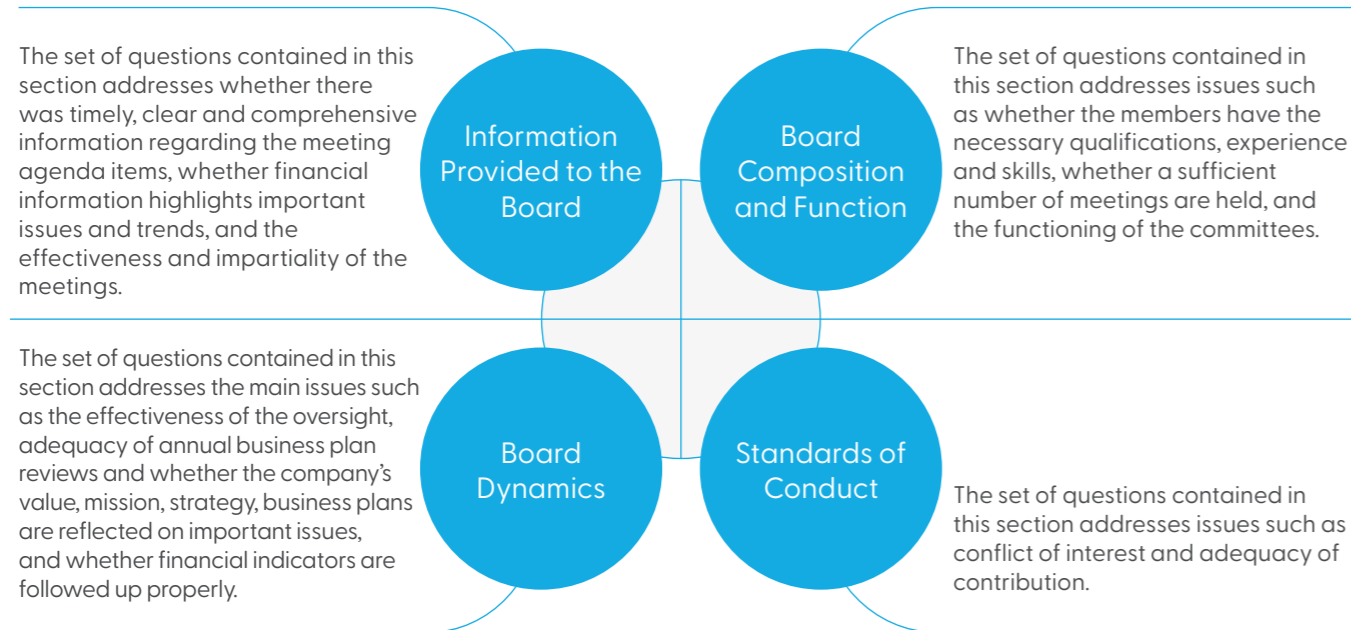 The set of questions contained in this
section addresses whether there
was timely, clear and comprehensive
information regarding the meeting
agenda items, whether financial
information highlights important
issues and trends, and the
effectiveness and impartiality of the
meetings.
Information
Provided to the
Board
Board
Composition
and Function
The set of questions contained in
this section addresses issues such
as whether the members have the
necessary qualifications, experience
and skills, whether a sufficient
number of meetings are held, and
the functioning of the committees.
The set of questions contained in this
section addresses the main issues such
as the effectiveness of the oversight,
adequacy of annual business plan
reviews and whether the company's
value, mission, strategy, business plans
are reflected on important issues,
and whether financial indicators are
followed up properly.
Board
Dynamics
Standards of
Conduct
The set of questions contained in
this section addresses issues such as
conflict of interest and adequacy of
contribution.